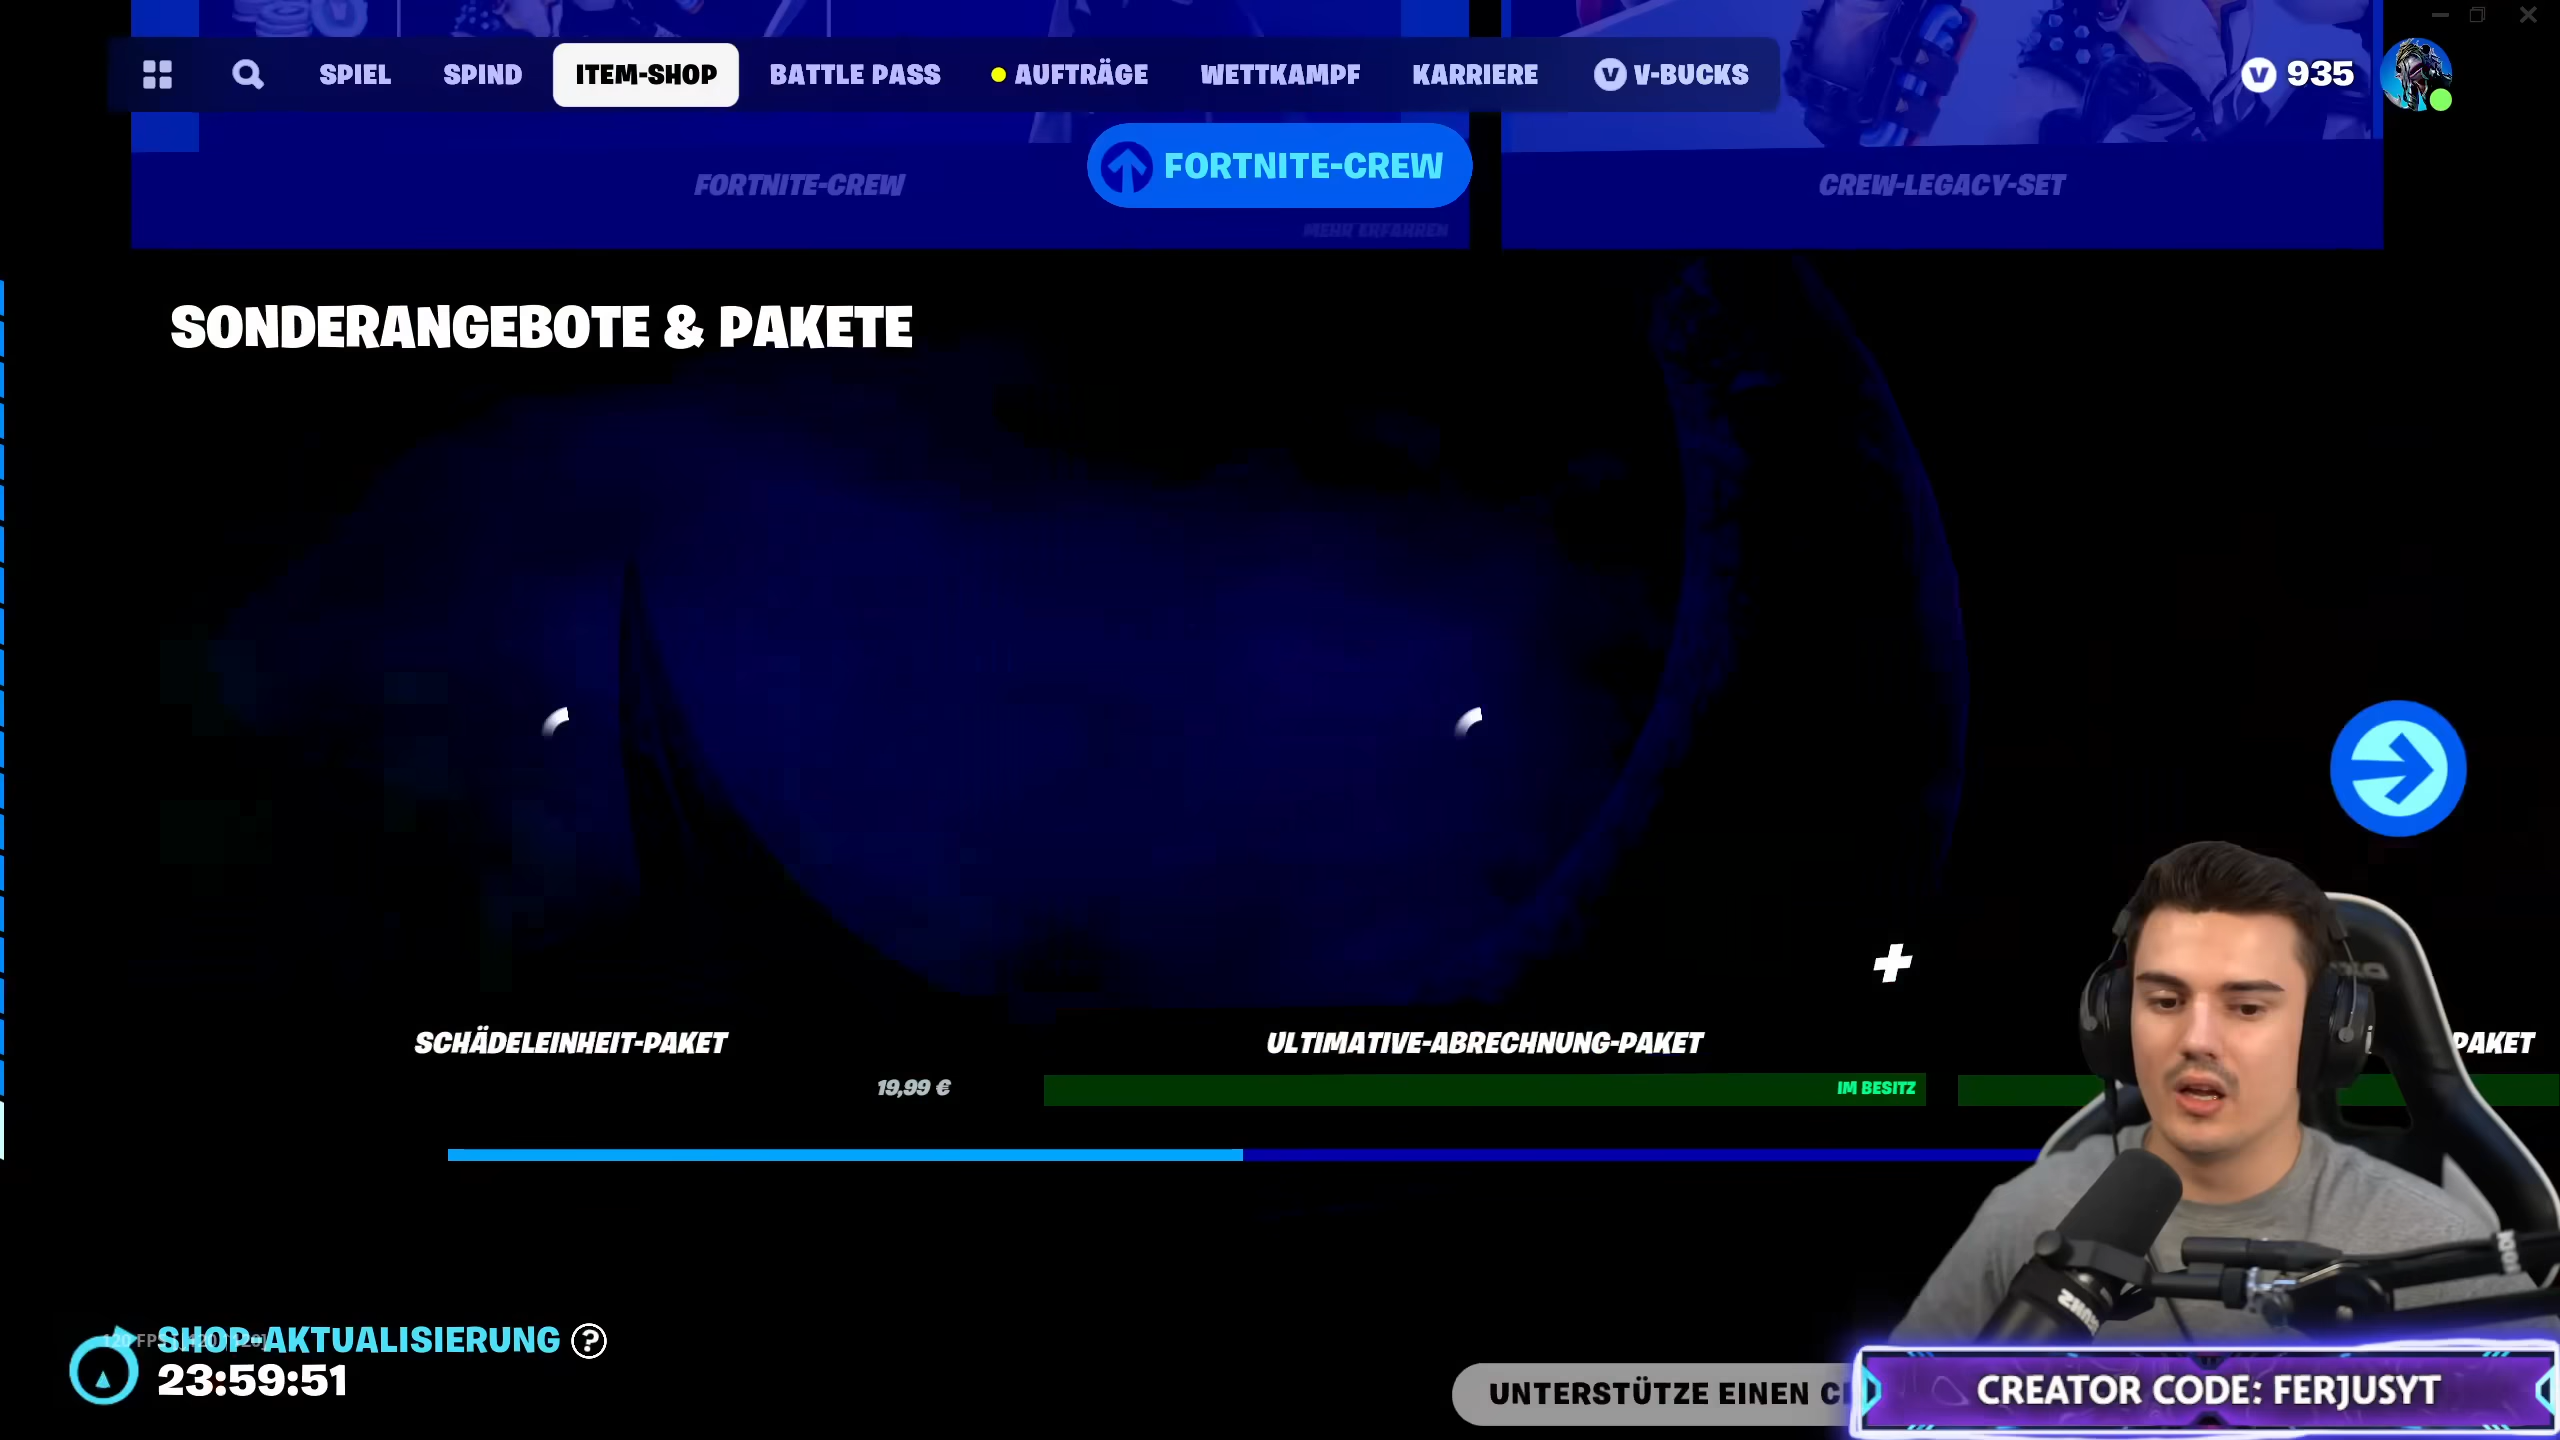 SPIEL
SPIND
ITEM-SHOP
BATTLE PASS
AUFTRÄGE
WETTKAMPF
KARRIERE
V-BUCKS
935
FORTNITE-CREW
FORTNITE-CREW
CREW-LEGACY-SET
MEHR ERFAHREN
SONDERANGEBOTE & PAKETE
SCHÄDELEINHEIT-PAKET
ULTIMATIVE-ABRECHNUNG-PAKET
PAKET
19,99 €
IM BESITZ
SHOP-AKTUALISIERUNG
23:59:51
UNTERSTÜTZE EINEN
CREATOR CODE: FERJUSYT